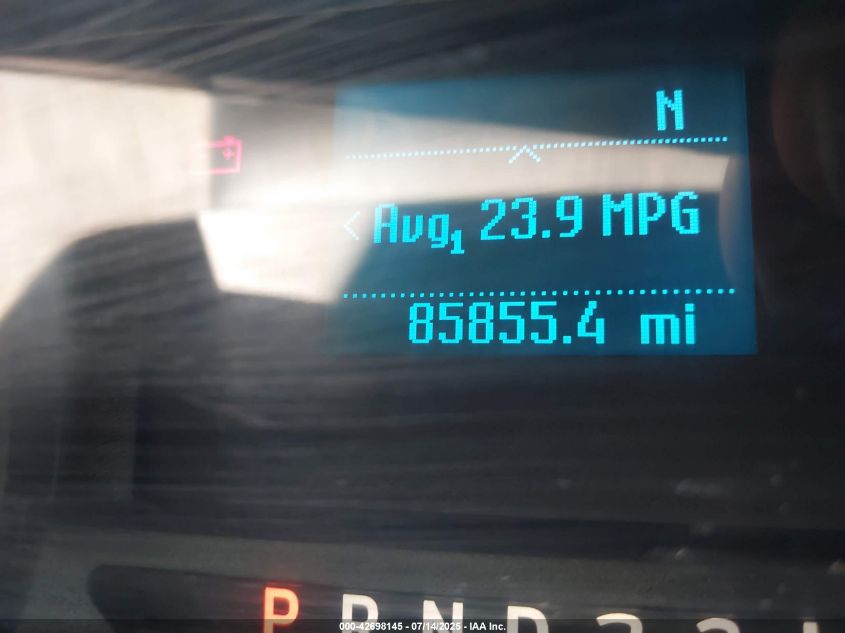 N
Avg1 23.9 MPG
85855.4 mi
P R N D
000-42698145 - 07/14/2025 - IAA Inc.